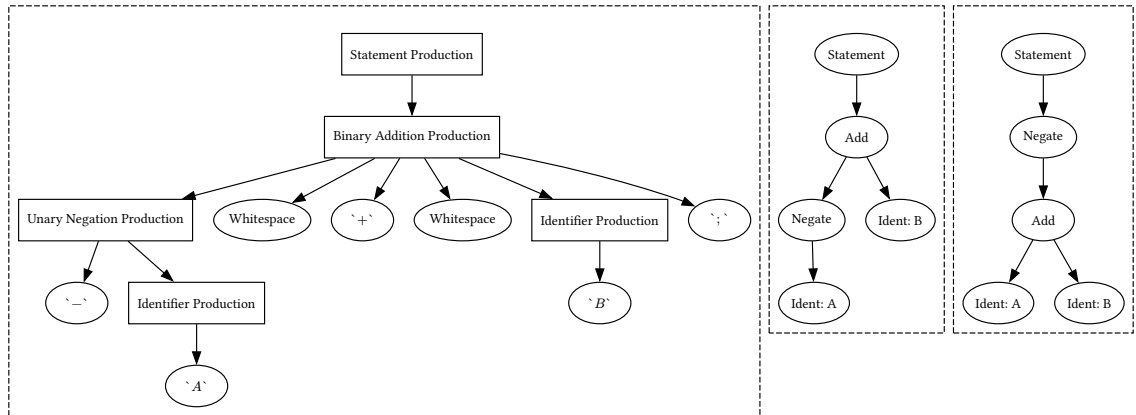 Statement Production
Binary Addition Production
Unary Negation Production
Whitespace
`+`
Whitespace
Identifier Production
`;`
`−`
Identifier Production
`B`
`A`
Statement
Add
Negate
Ident: B
Ident: A
Statement
Negate
Add
Ident: A
Ident: B